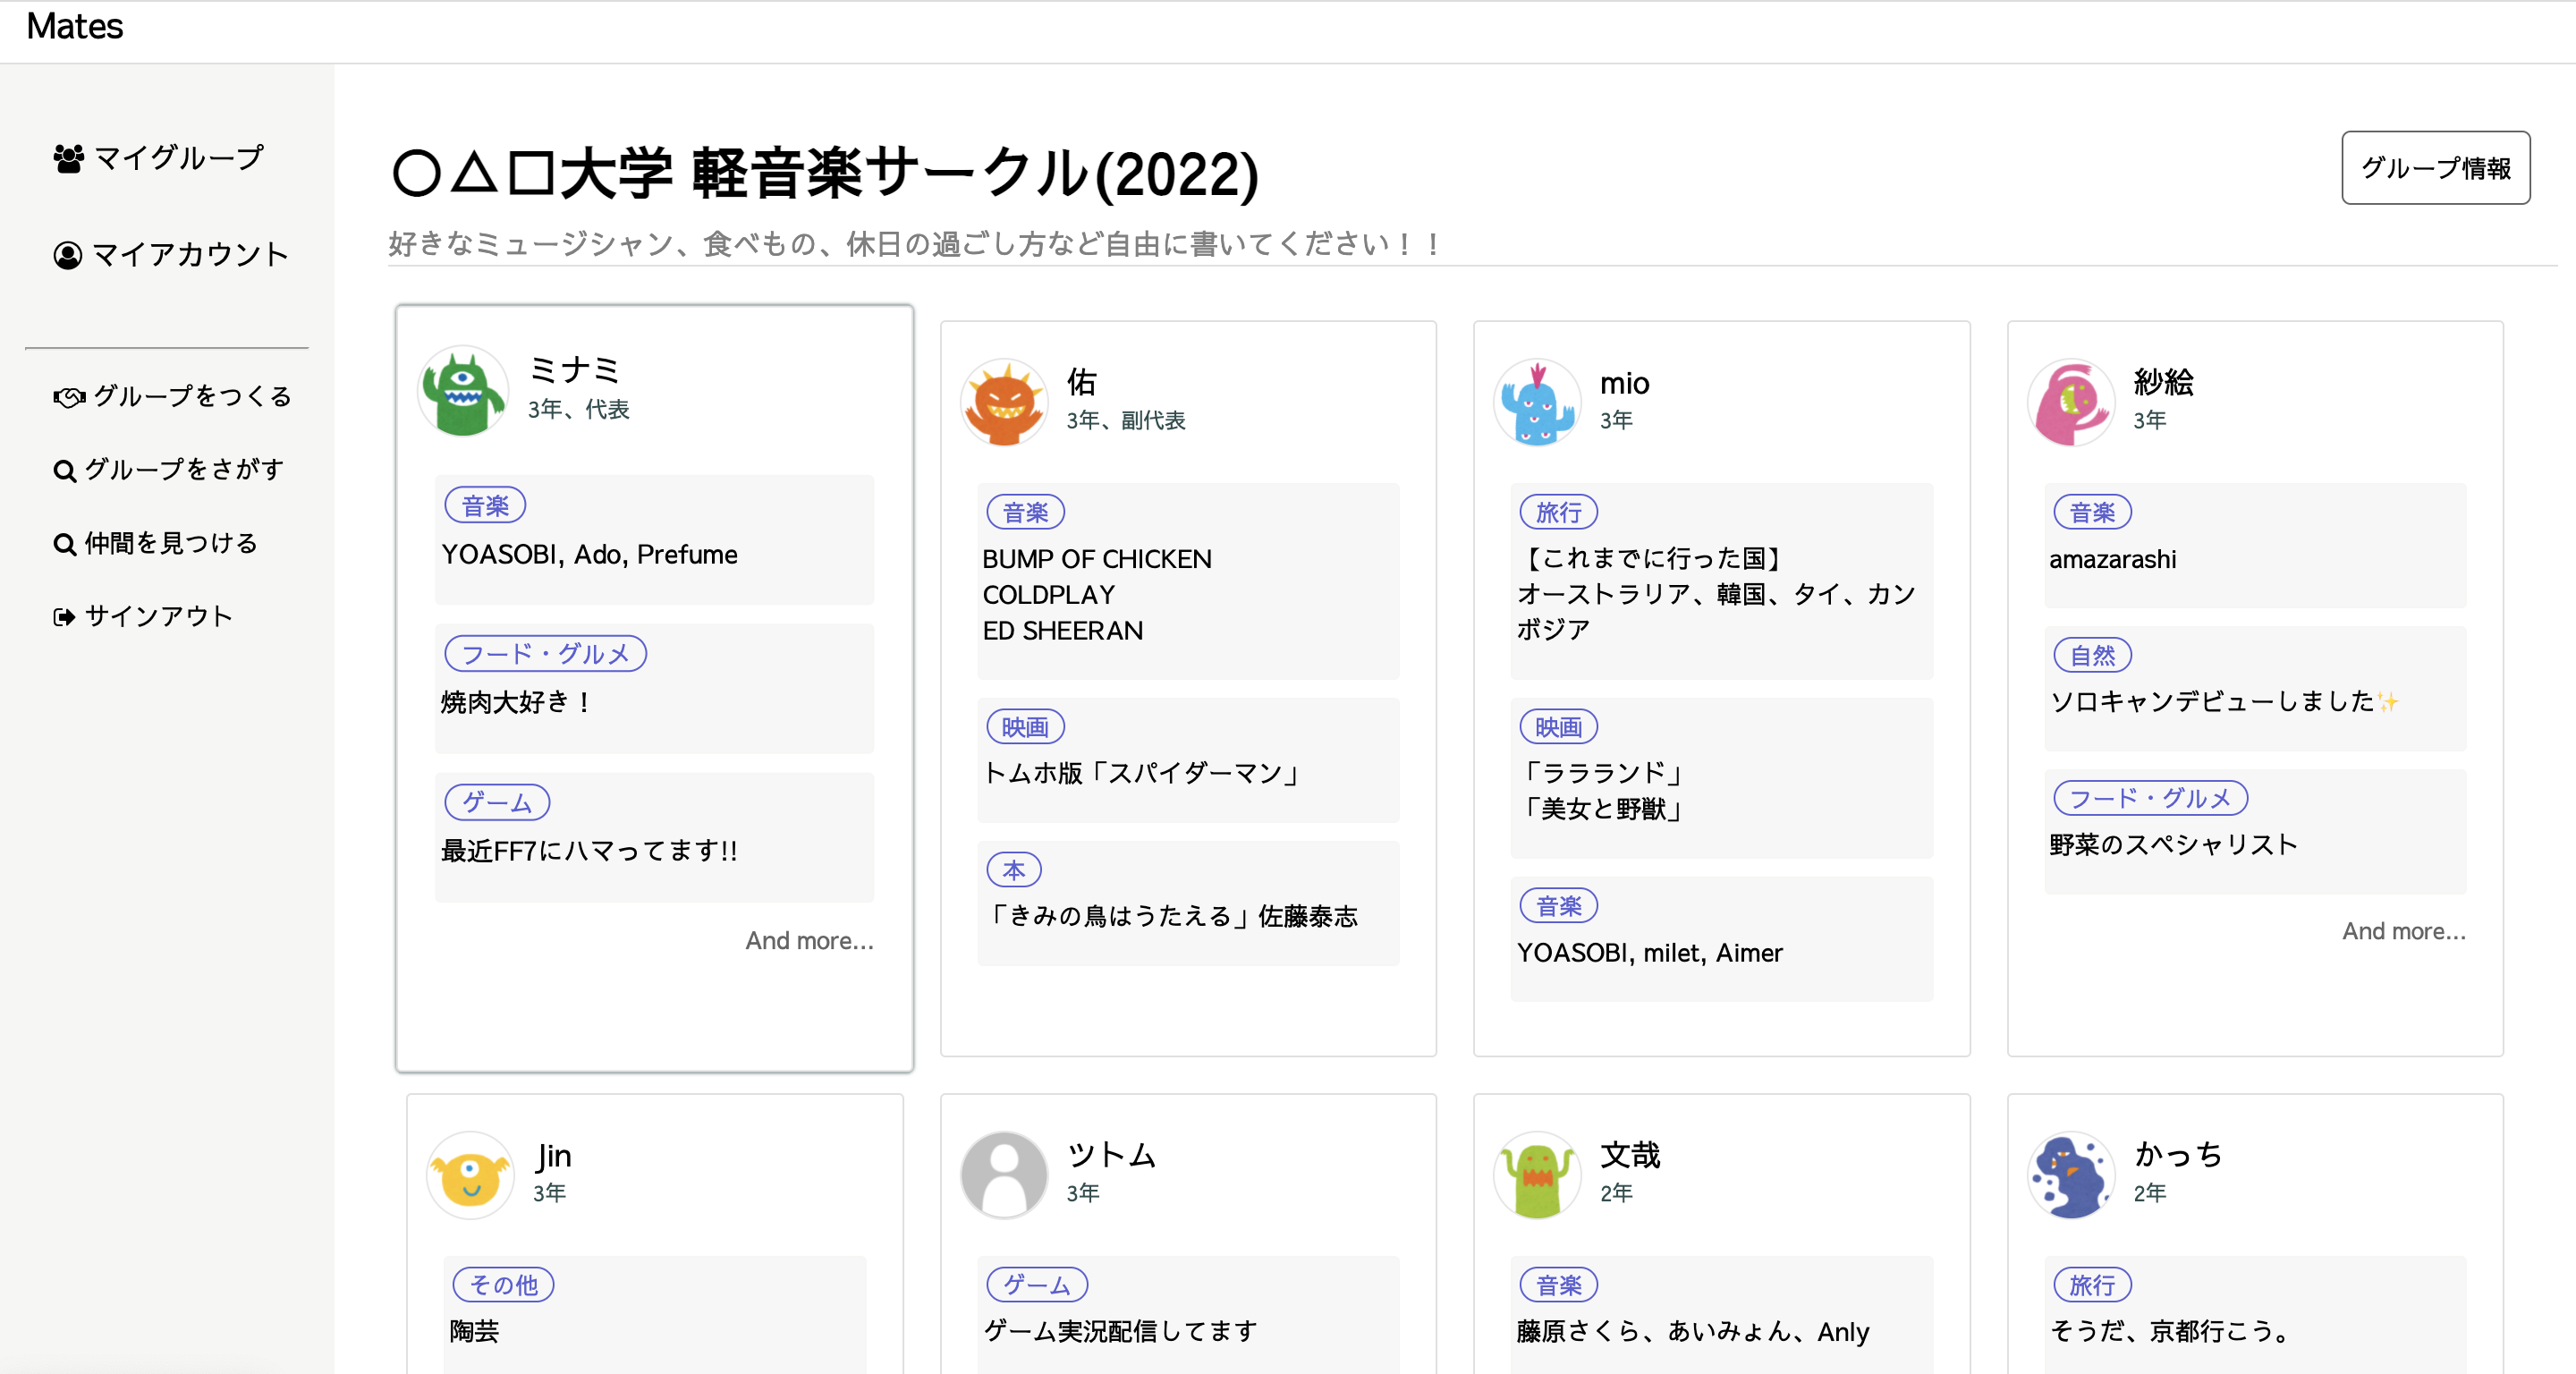 Mates
マイグループ
マイアカウント
グループをつくる
グループをさがす
仲間を見つける
サインアウト
○△□大学 軽音楽サークル(2022)
グループ情報
好きなミュージシャン、食べもの、休日の過ごし方など自由に書いてください！！
ミナミ
3年、代表
音楽
YOASOBI, Ado, Prefume
フード・グルメ
焼肉大好き！
ゲーム
最近FF7にハマってます!!
And more...
佑
3年、副代表
音楽
BUMP OF CHICKEN
COLDPLAY
ED SHEERAN
映画
トムホ版「スパイダーマン」
本
「きみの鳥はうたえる」佐藤泰志
mio
3年
旅行
【これまでに行った国】
オーストラリア、韓国、タイ、カン
ボジア
映画
「ララランド」
「美女と野獣」
音楽
YOASOBI, milet, Aimer
紗絵
3年
音楽
amazarashi
自然
ソロキャンデビューしました✨
フード・グルメ
野菜のスペシャリスト
And more...
Jin
3年
その他
陶芸
ツトム
3年
ゲーム
ゲーム実況配信してます
文哉
2年
音楽
藤原さくら、あいみょん、Anly
かっち
2年
旅行
そうだ、京都行こう。